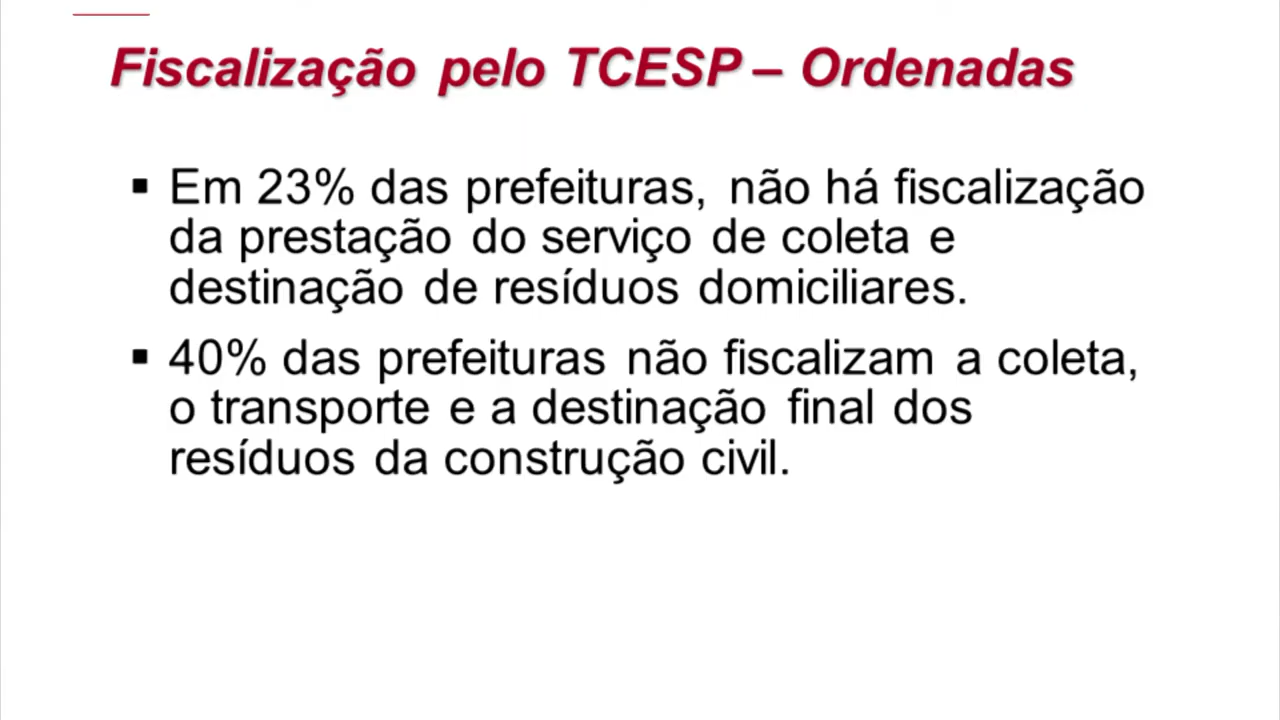 Fiscalização pelo TCESP – Ordenadas
▪ Em 23% das prefeituras, não há fiscalização
da prestação do serviço de coleta e
destinação de resíduos domiciliares.
▪ 40% das prefeituras não fiscalizam a coleta,
o transporte e a destinação final dos
resíduos da construção civil.